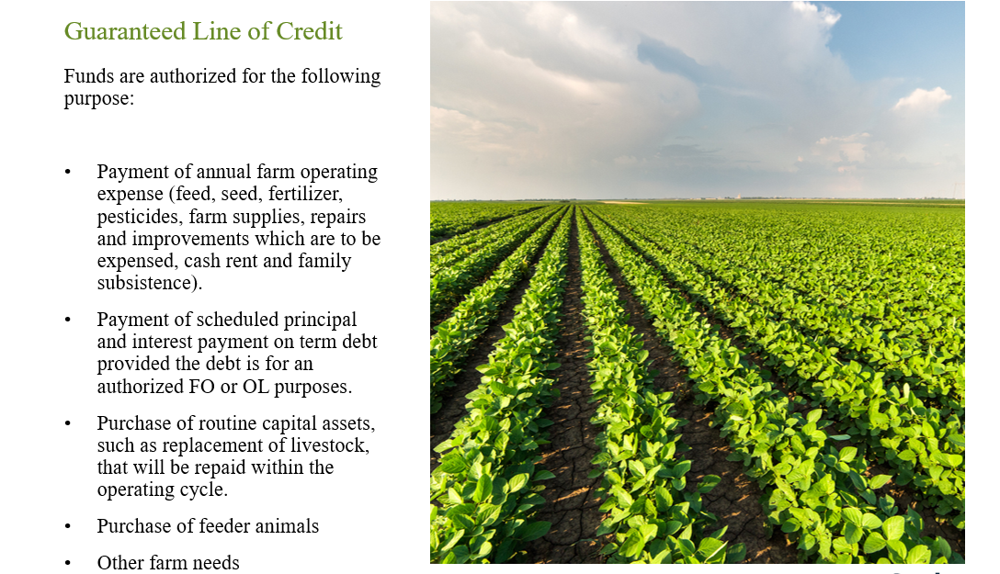 Guaranteed Line of Credit
Funds are authorized for the following
purpose:
• Payment of annual farm operating
expense (feed, seed, fertilizer,
pesticides, farm supplies, repairs
and improvements which are to be
expensed, cash rent and family
subsistence).
• Payment of scheduled principal
and interest payment on term debt
provided the debt is for an
authorized FO or OL purposes.
• Purchase of routine capital assets,
such as replacement of livestock,
that will be repaid within the
operating cycle.
• Purchase of feeder animals
• Other farm needs